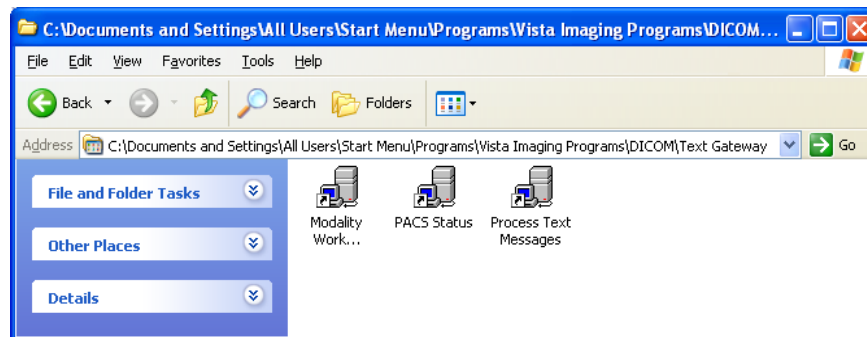 C:\Documents and Settings\All Users\Start Menu\Programs\Vista Imaging Programs\DICOM...
File Edit View Favorites Tools Help
Back Search Folders
Address C:\Documents and Settings\All Users\Start Menu\Programs\Vista Imaging Programs\DICOM\Text Gateway Go
File and Folder Tasks
Other Places
Details
Modality
Work...
PACS Status
Process Text
Messages